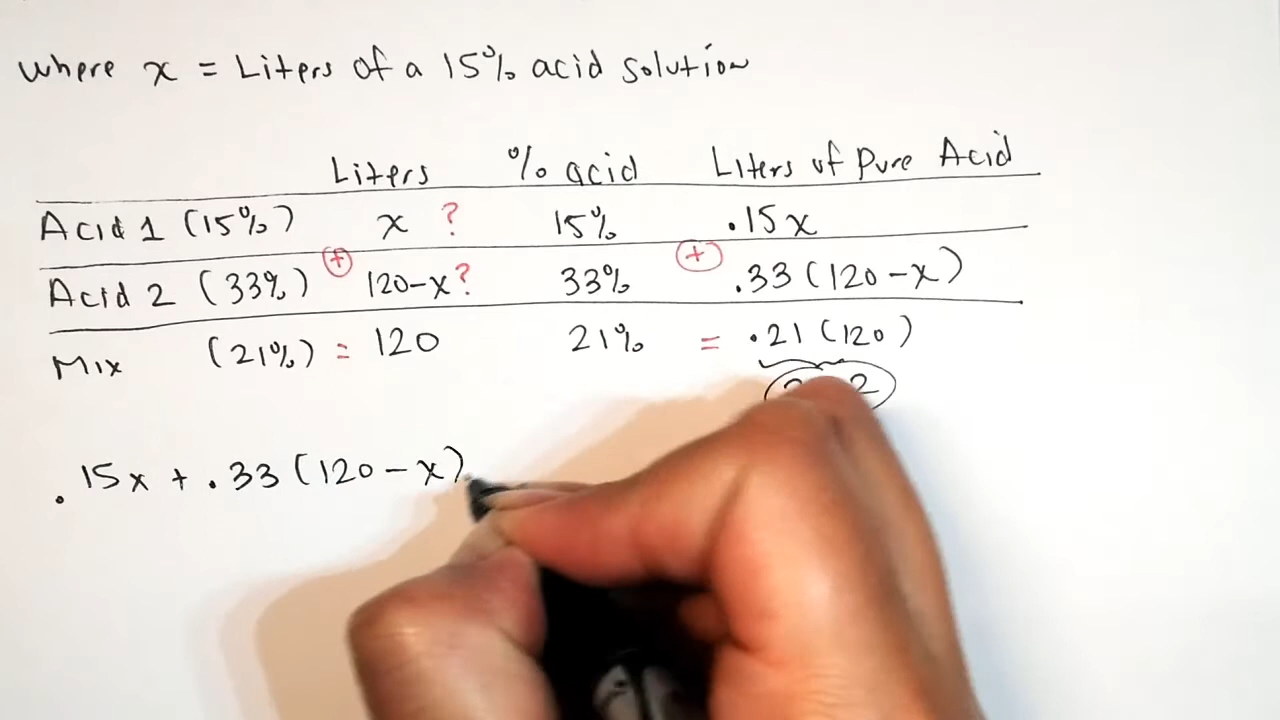 where x = Liters of a 15% acid solution
Liters % acid Liters of Pure Acid
Acid 1 (15%) x ? 15% .15x
+ +
Acid 2 (33%) 120-x? 33% .33(120-x)
Mix (21%) = 120 21% = .21(120)
.15x + .33(120-x)